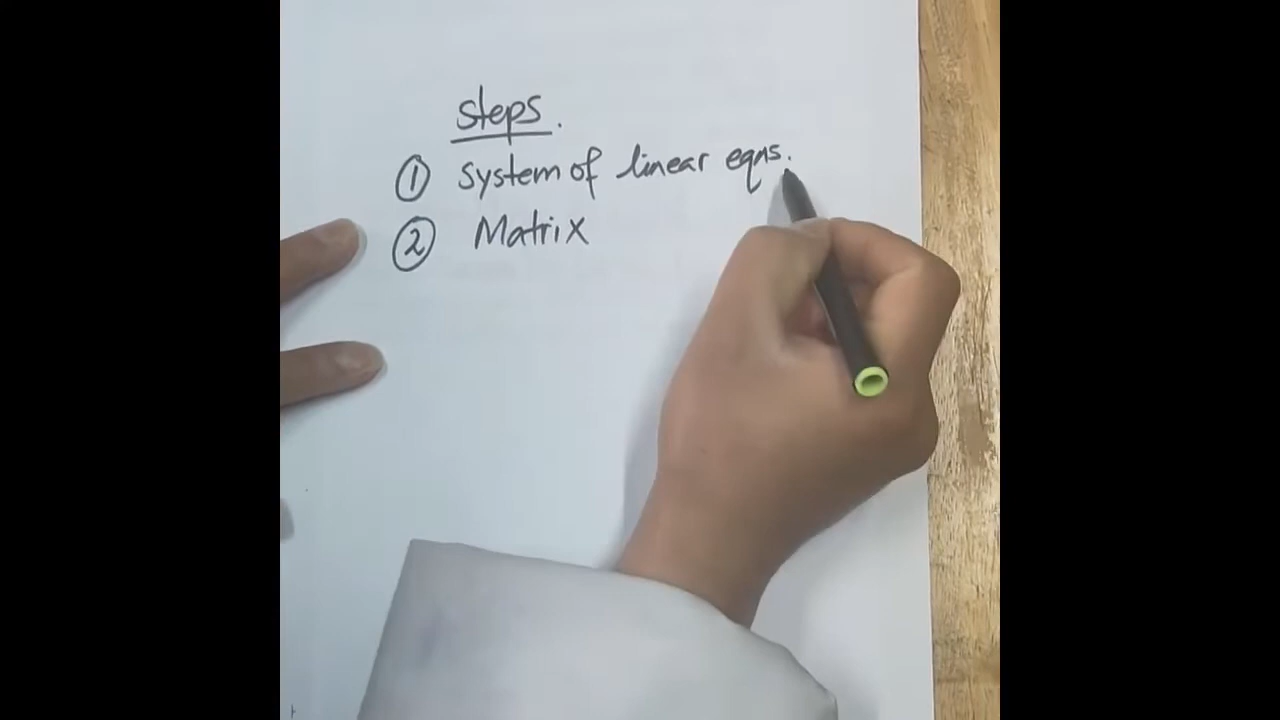 steps.
① system of linear eqns.
② Matrix